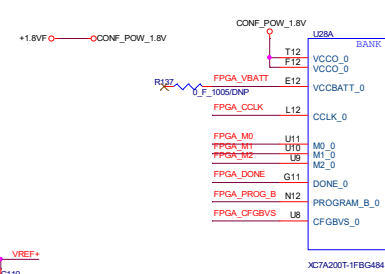 CONF_POW_1.8V
+1.8VF CONF_POW_1.8V
U28A
BANK
T12 VCCO_0
F12 VCCO_0
R137 FPGA_VBATT E12 VCCBATT_0
0_F_1005/DNP
FPGA_CCLK L12 CCLK_0
FPGA_M0 U11 M0_0
FPGA_M1 U10 M1_0
FPGA_M2 U9 M2_0
FPGA_DONE G11 DONE_0
FPGA_PROG_B N12 PROGRAM_B_0
FPGA_CFGBVS U8 CFGBVS_0
VREF+
XC7A200T-1FBG484